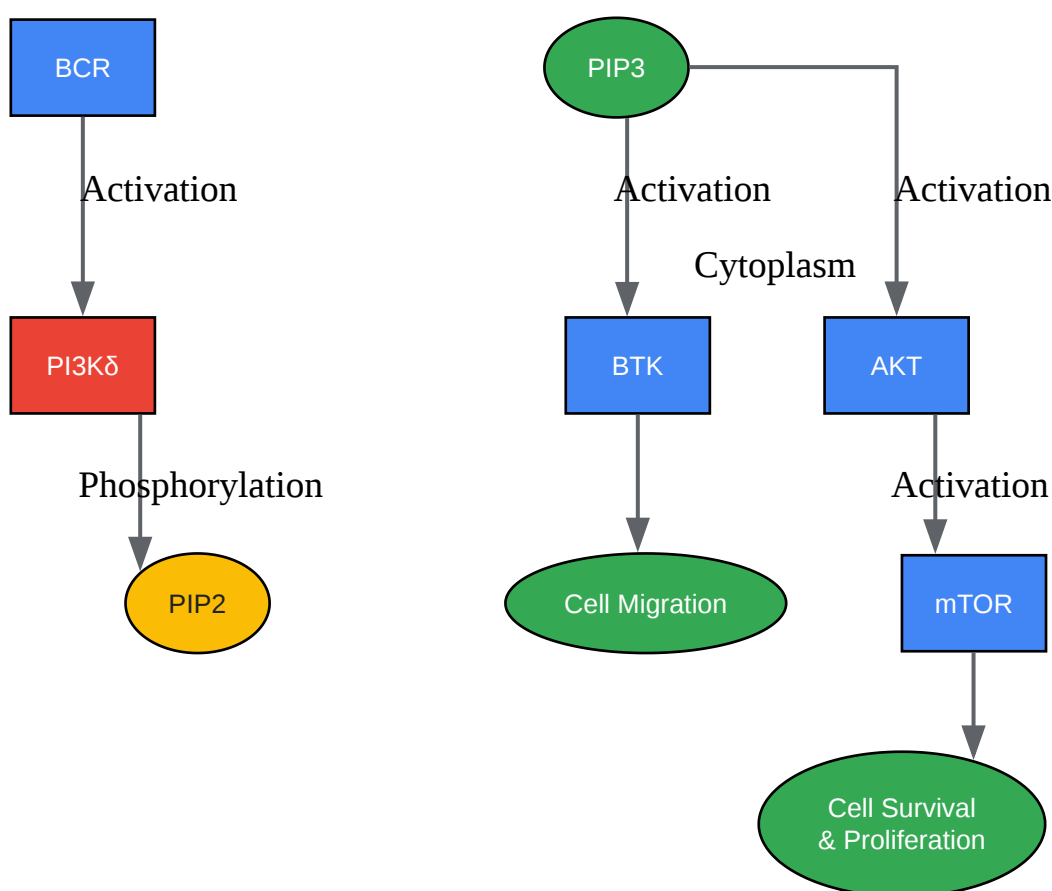 BCR
PIP3
Activation
Activation
Activation
Cytoplasm
PI3Kδ
BTK
AKT
Phosphorylation
Activation
PIP2
Cell Migration
mTOR
Cell Survival
& Proliferation